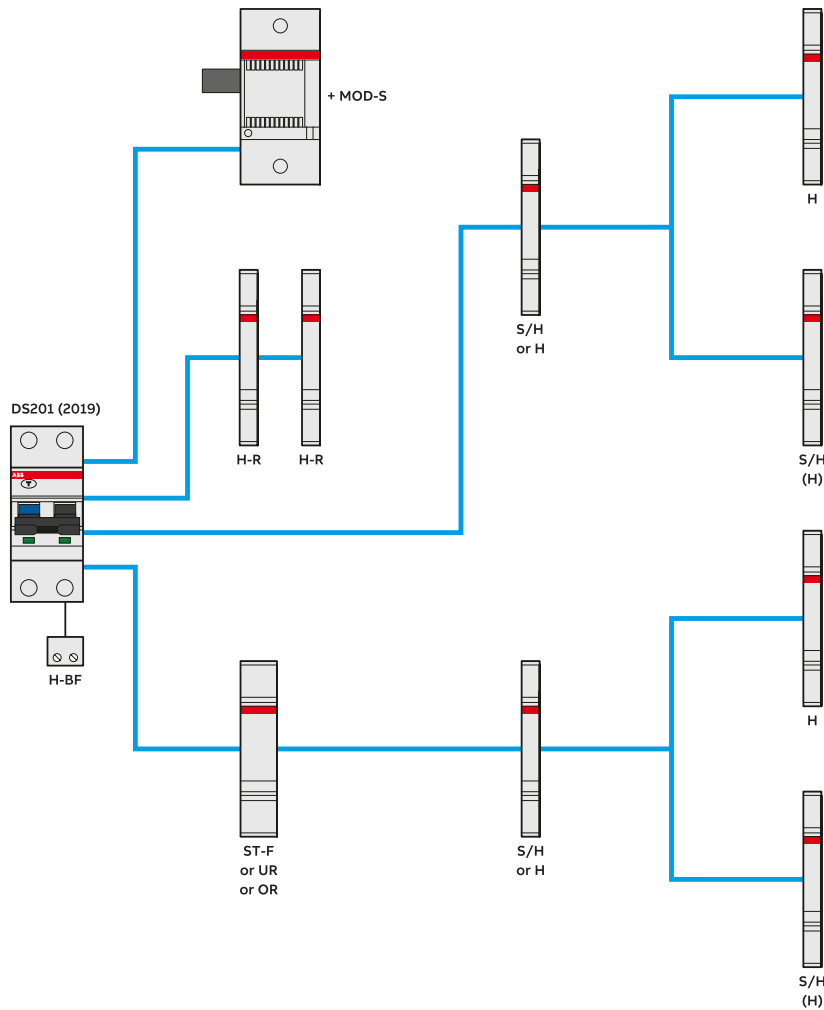 + MOD-S
H
S/H
or H
H-R
H-R
S/H
(H)
DS201 (2019)
ABB
H-BF
H
ST-F
or UR
or OR
S/H
or H
S/H
(H)